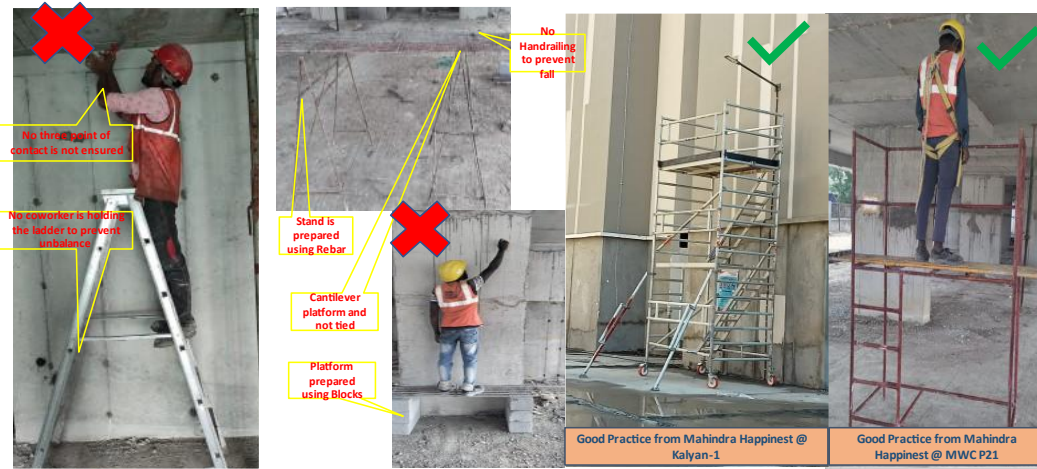 No three point of
contact is not ensured
No coworker is holding
the ladder to prevent
unbalance
No
Handrailing
to prevent
fall
Stand is
prepared
using Rebar
Cantilever
platform and
not tied
Platform
prepared
using Blocks
Good Practice from Mahindra Happinest @
Kalyan-1
Good Practice from Mahindra
Happinest @ MWC P21